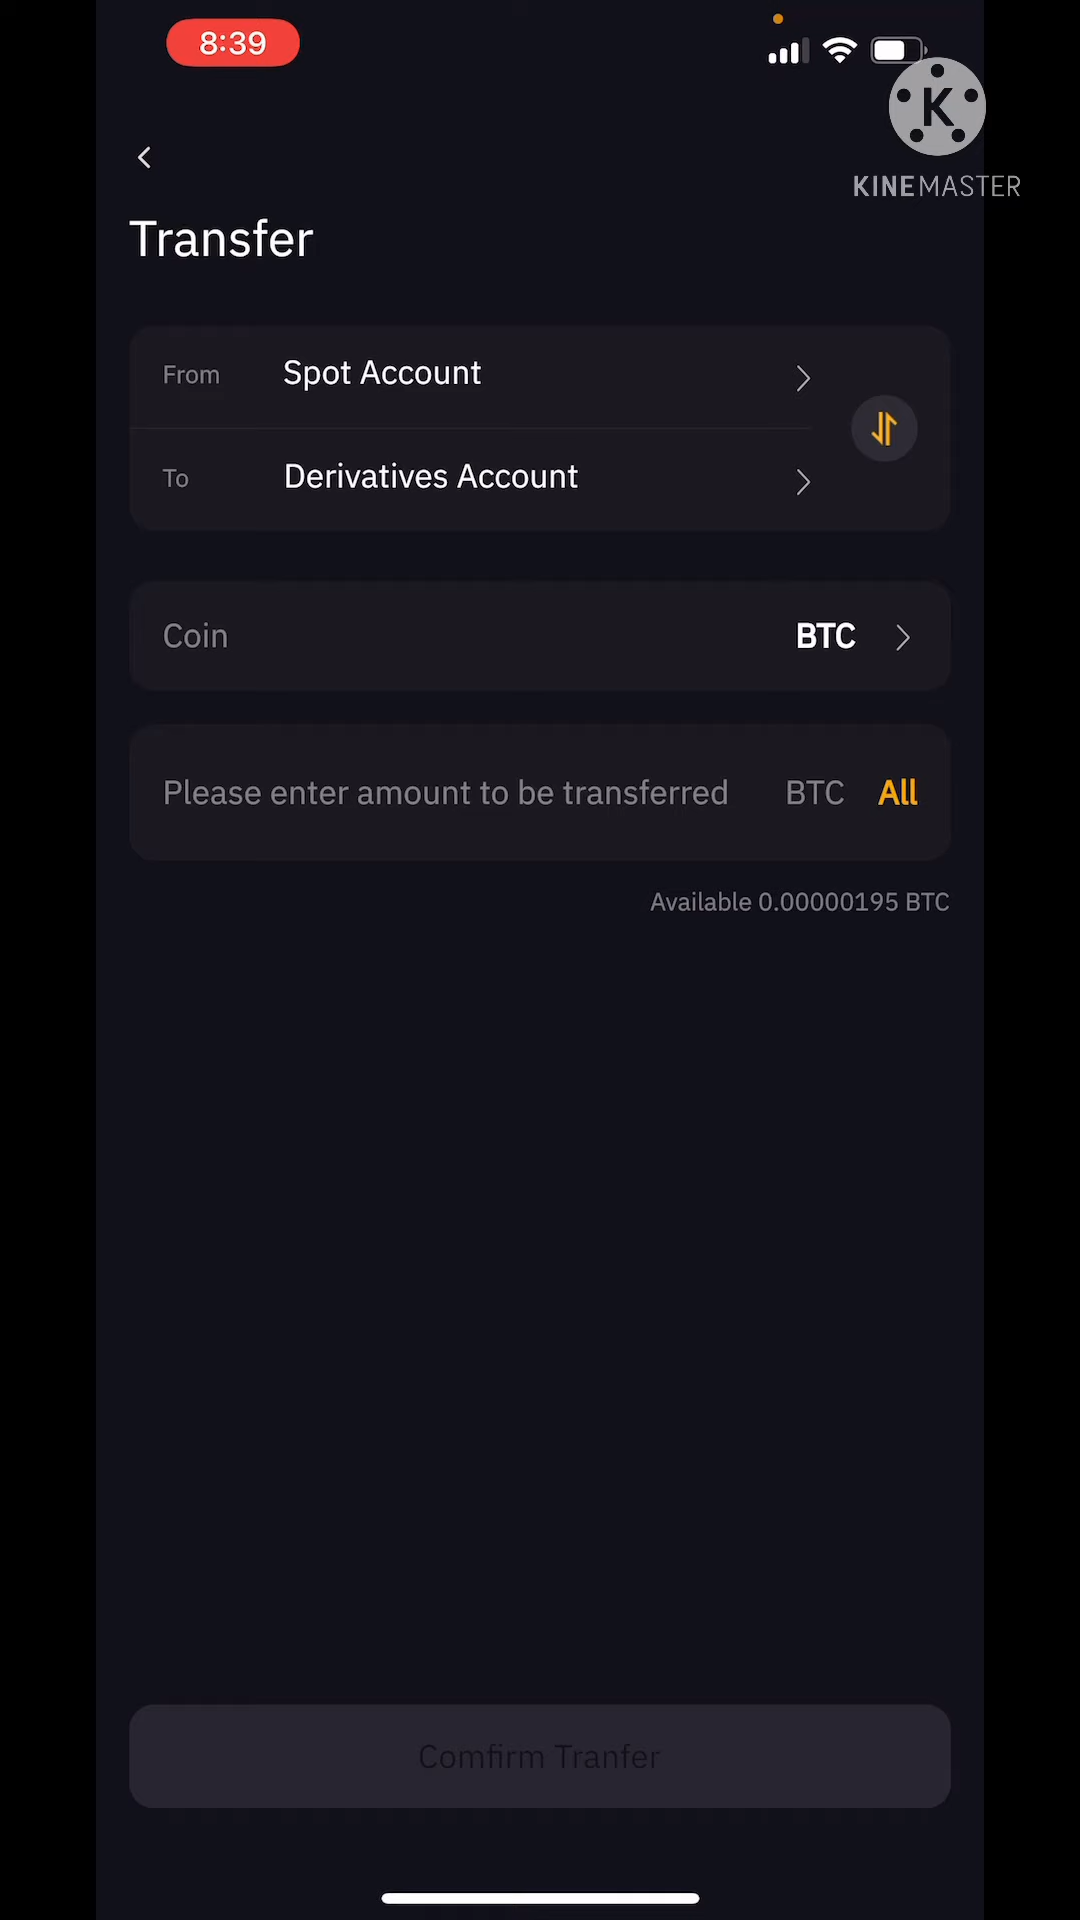 8:39
K
KINEMASTER
Transfer
From Spot Account
To Derivatives Account
Coin BTC
Please enter amount to be transferred BTC All
Available 0.00000195 BTC
Comfirm Tranfer